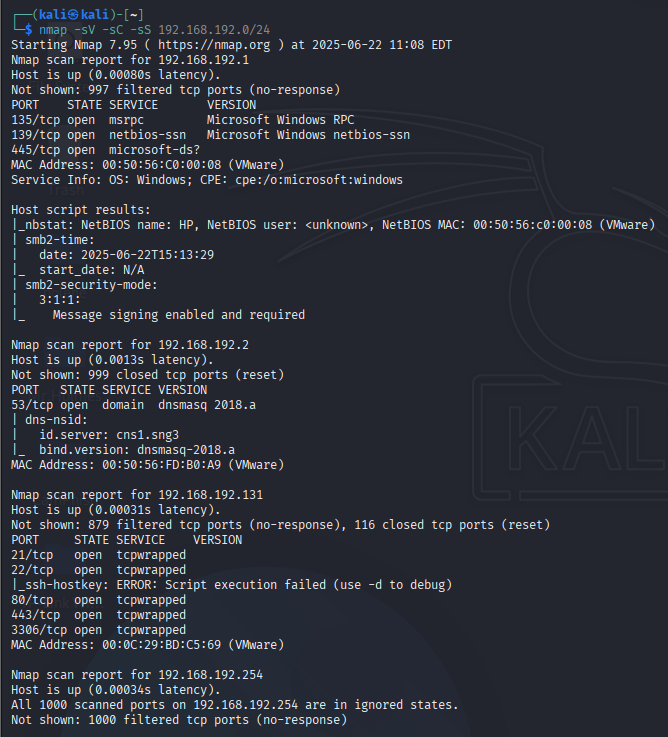 ┌──(kali㉿kali)-[~]
└─$ nmap -sV -sC -sS 192.168.192.0/24
Starting Nmap 7.95 ( https://nmap.org ) at 2025-06-22 11:08 EDT
Nmap scan report for 192.168.192.1
Host is up (0.00080s latency).
Not shown: 997 filtered tcp ports (no-response)
PORT    STATE SERVICE       VERSION
135/tcp open  msrpc         Microsoft Windows RPC
139/tcp open  netbios-ssn   Microsoft Windows netbios-ssn
445/tcp open  microsoft-ds?
MAC Address: 00:50:56:C0:00:08 (VMware)
Service Info: OS: Windows; CPE: cpe:/o:microsoft:windows

Host script results:
|_nbstat: NetBIOS name: HP, NetBIOS user: <unknown>, NetBIOS MAC: 00:50:56:c0:00:08 (VMware)
| smb2-time:
|   date: 2025-06-22T15:13:29
|_  start_date: N/A
| smb2-security-mode:
|   3:1:1:
|_    Message signing enabled and required

Nmap scan report for 192.168.192.2
Host is up (0.0013s latency).
Not shown: 999 closed tcp ports (reset)
PORT   STATE SERVICE VERSION
53/tcp open  domain  dnsmasq 2018.a
| dns-nsid:
|   id.server: cns1.sng3
|_  bind.version: dnsmasq-2018.a
MAC Address: 00:50:56:FD:B0:A9 (VMware)

Nmap scan report for 192.168.192.131
Host is up (0.00031s latency).
Not shown: 879 filtered tcp ports (no-response), 116 closed tcp ports (reset)
PORT     STATE SERVICE    VERSION
21/tcp   open  tcpwrapped
22/tcp   open  tcpwrapped
|_ssh-hostkey: ERROR: Script execution failed (use -d to debug)
80/tcp   open  tcpwrapped
443/tcp  open  tcpwrapped
3306/tcp open  tcpwrapped
MAC Address: 00:0C:29:BD:C5:69 (VMware)

Nmap scan report for 192.168.192.254
Host is up (0.00034s latency).
All 1000 scanned ports on 192.168.192.254 are in ignored states.
Not shown: 1000 filtered tcp ports (no-response)
KAL